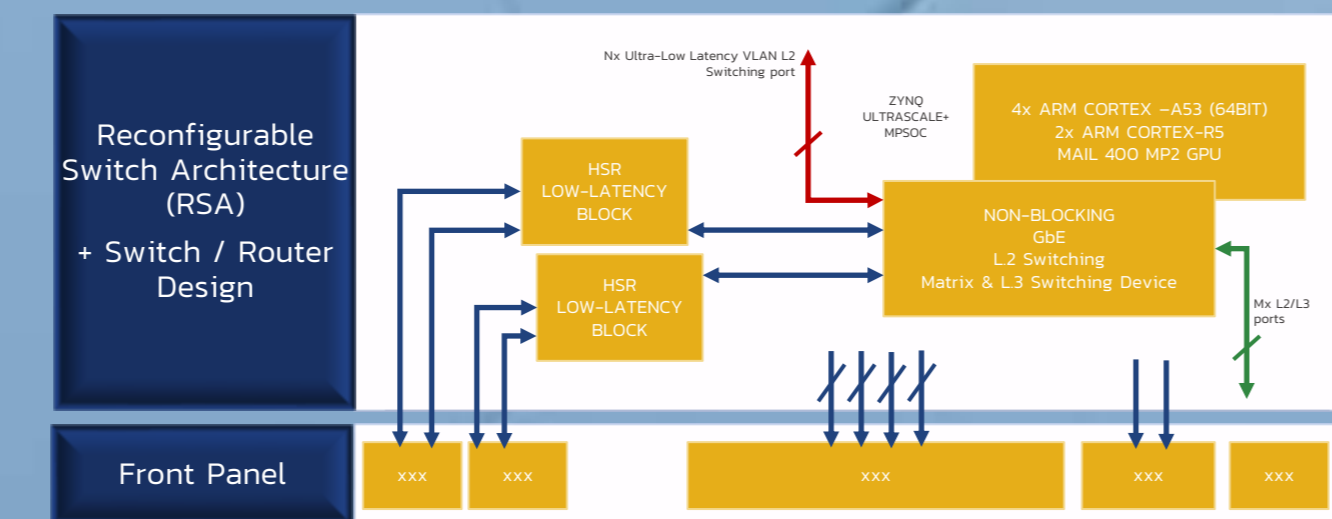 Reconfigurable
Switch Architecture
(RSA)
+ Switch / Router
Design
Nx Ultra-Low Latency VLAN L2
Switching port
ZYNQ
ULTRASCALE+
MPSOC
4x ARM CORTEX –A53 (64BIT)
2x ARM CORTEX-R5
MAIL 400 MP2 GPU
HSR
LOW-LATENCY
BLOCK
NON-BLOCKING
GbE
L.2 Switching
Matrix & L.3 Switching Device
HSR
LOW-LATENCY
BLOCK
Mx L2/L3
ports
Front Panel
xxx
xxx
xxx
xxx
xxx